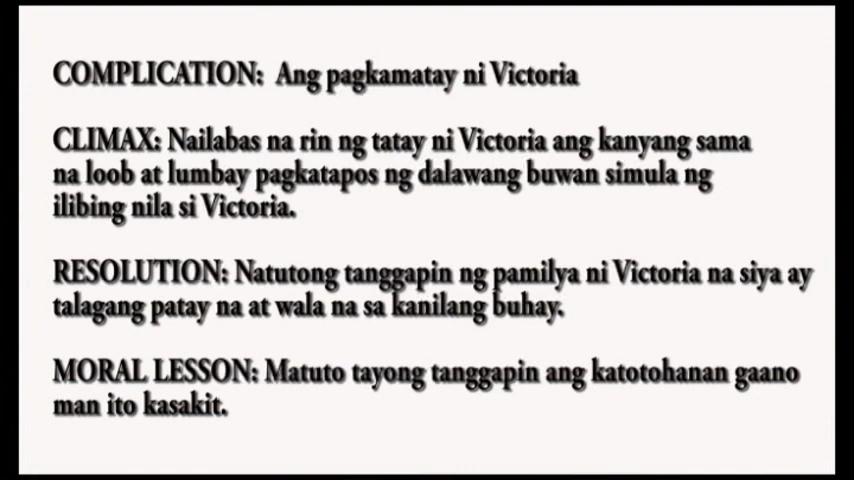 COMPLICATION: Ang pagkamatay ni Victoria
CLIMAX: Nailabas na rin ng tatay ni Victoria ang kanyang sama
na loob at lumbay pagkatapos ng dalawang buwan simula ng
ilibing nila si Victoria.
RESOLUTION: Natutong tanggapin ng pamilya ni Victoria na siya ay
talagang patay na at wala na sa kanilang buhay.
MORAL LESSON: Matuto tayong tanggapin ang katotohanan gaano
man ito kasakit.